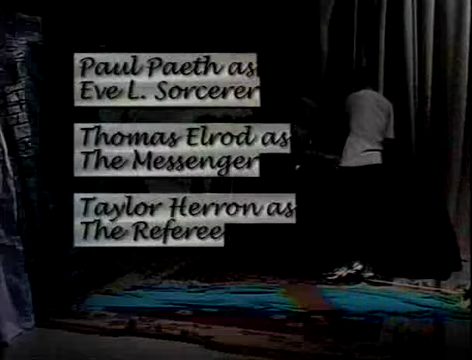 Paul Paeth as
Eve L. Sorcerer
Thomas Elrod as
The Messenger
Taylor Herron as
The Referee